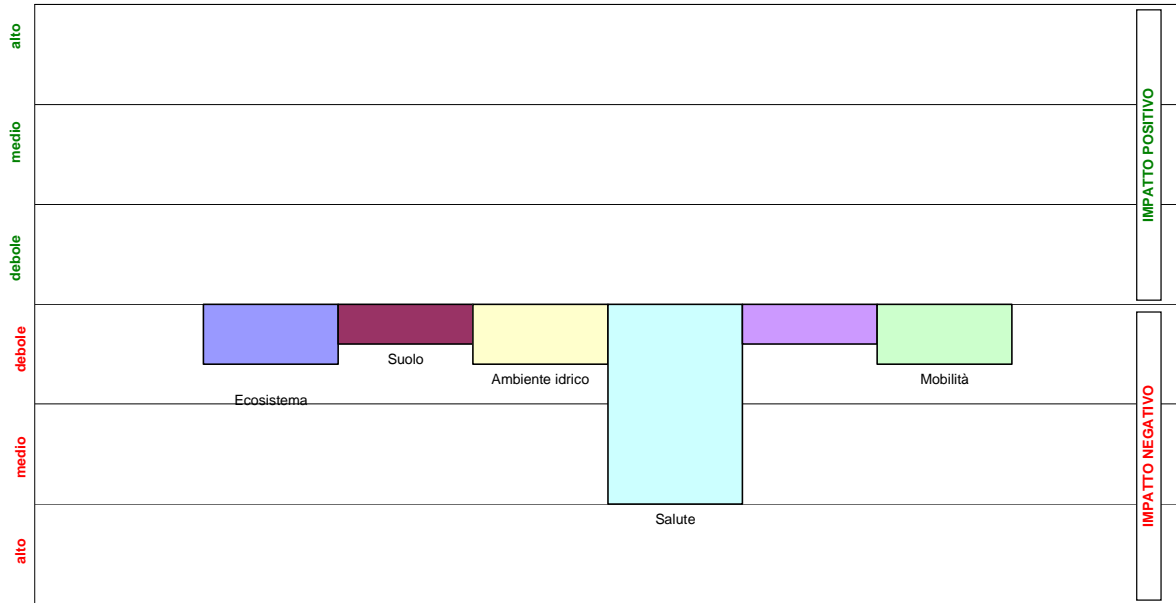 alto
medio
debole
debole
medio
alto
Suolo
Ambiente idrico
Mobilità
Ecosistema
Salute
IMPATTO POSITIVO
IMPATTO NEGATIVO